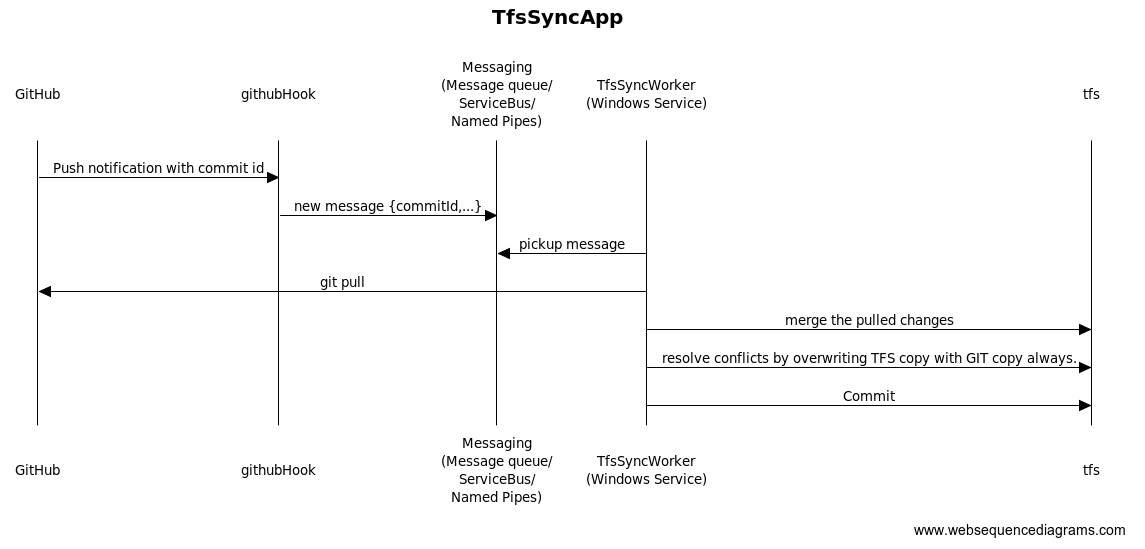 TfsSyncApp
GitHub
githubHook
Messaging
(Message queue/
ServiceBus/
Named Pipes)
TfsSyncWorker
(Windows Service)
tfs
Push notification with commit id
new message {commitId,...}
pickup message
git pull
merge the pulled changes
resolve conflicts by overwriting TFS copy with GIT copy always.
Commit
GitHub
githubHook
Messaging
(Message queue/
ServiceBus/
Named Pipes)
TfsSyncWorker
(Windows Service)
tfs
www.websequencediagrams.com